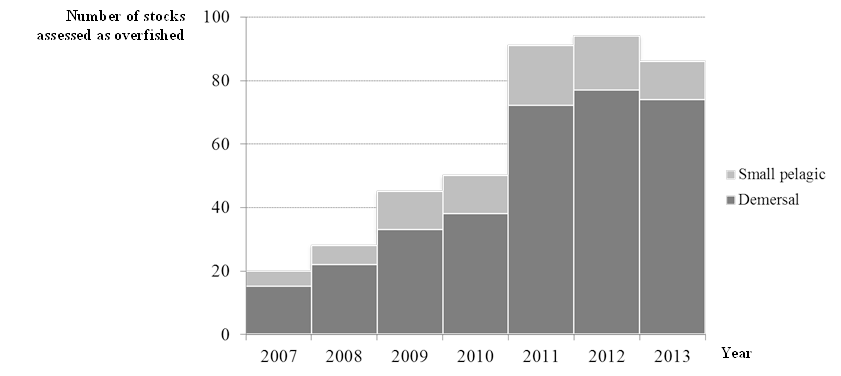 Number of stocks
assessed as overfished
100
80
60
40
20
0
2007 2008 2009 2010 2011 2012 2013
Year
Small pelagic
Demersal